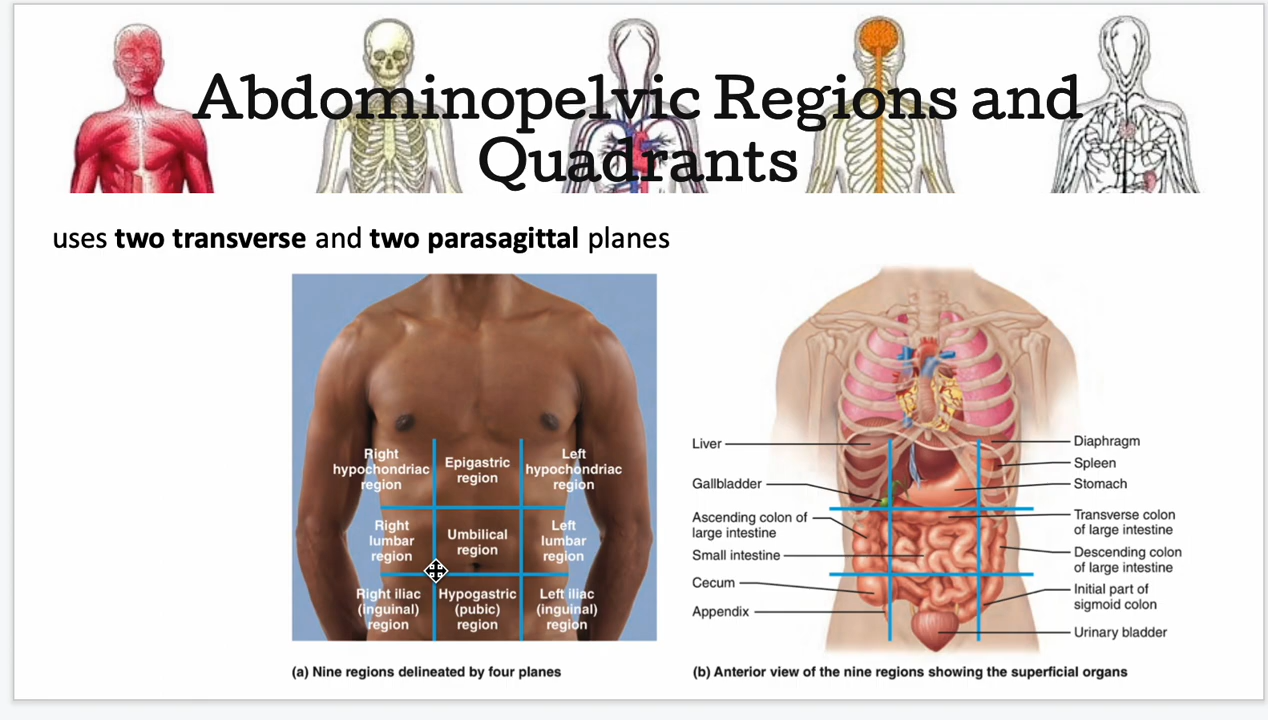 Abdominopelvic Regions and
Quadrants
uses two transverse and two parasagittal planes
Right
hypochondriac
region
Epigastric
region
Left
hypochondriac
region
Right
lumbar
region
Umbilical
region
Left
lumbar
region
Right iliac
(inguinal)
region
Hypogastric
(pubic)
region
Left iliac
(inguinal)
region
(a) Nine regions delineated by four planes
Liver
Gallbladder
Ascending colon of
large intestine
Small intestine
Cecum
Appendix
Diaphragm
Spleen
Stomach
Transverse colon
of large intestine
Descending colon
of large intestine
Initial part of
sigmoid colon
Urinary bladder
(b) Anterior view of the nine regions showing the superficial organs